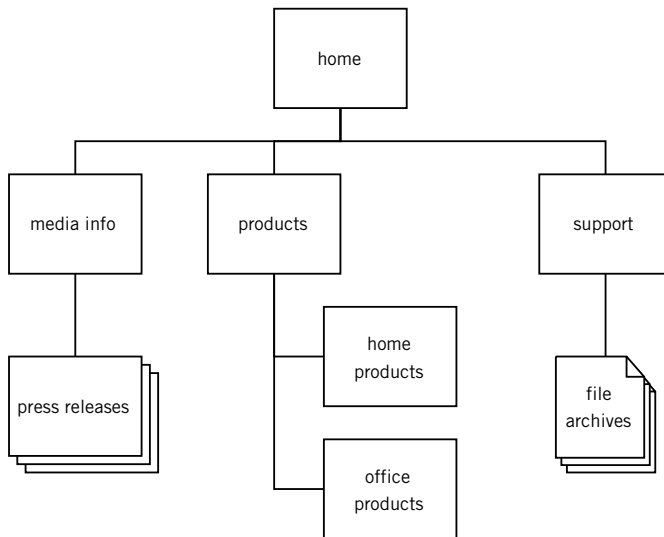 home
media info
products
support
home
products
press releases
file
archives
office
products